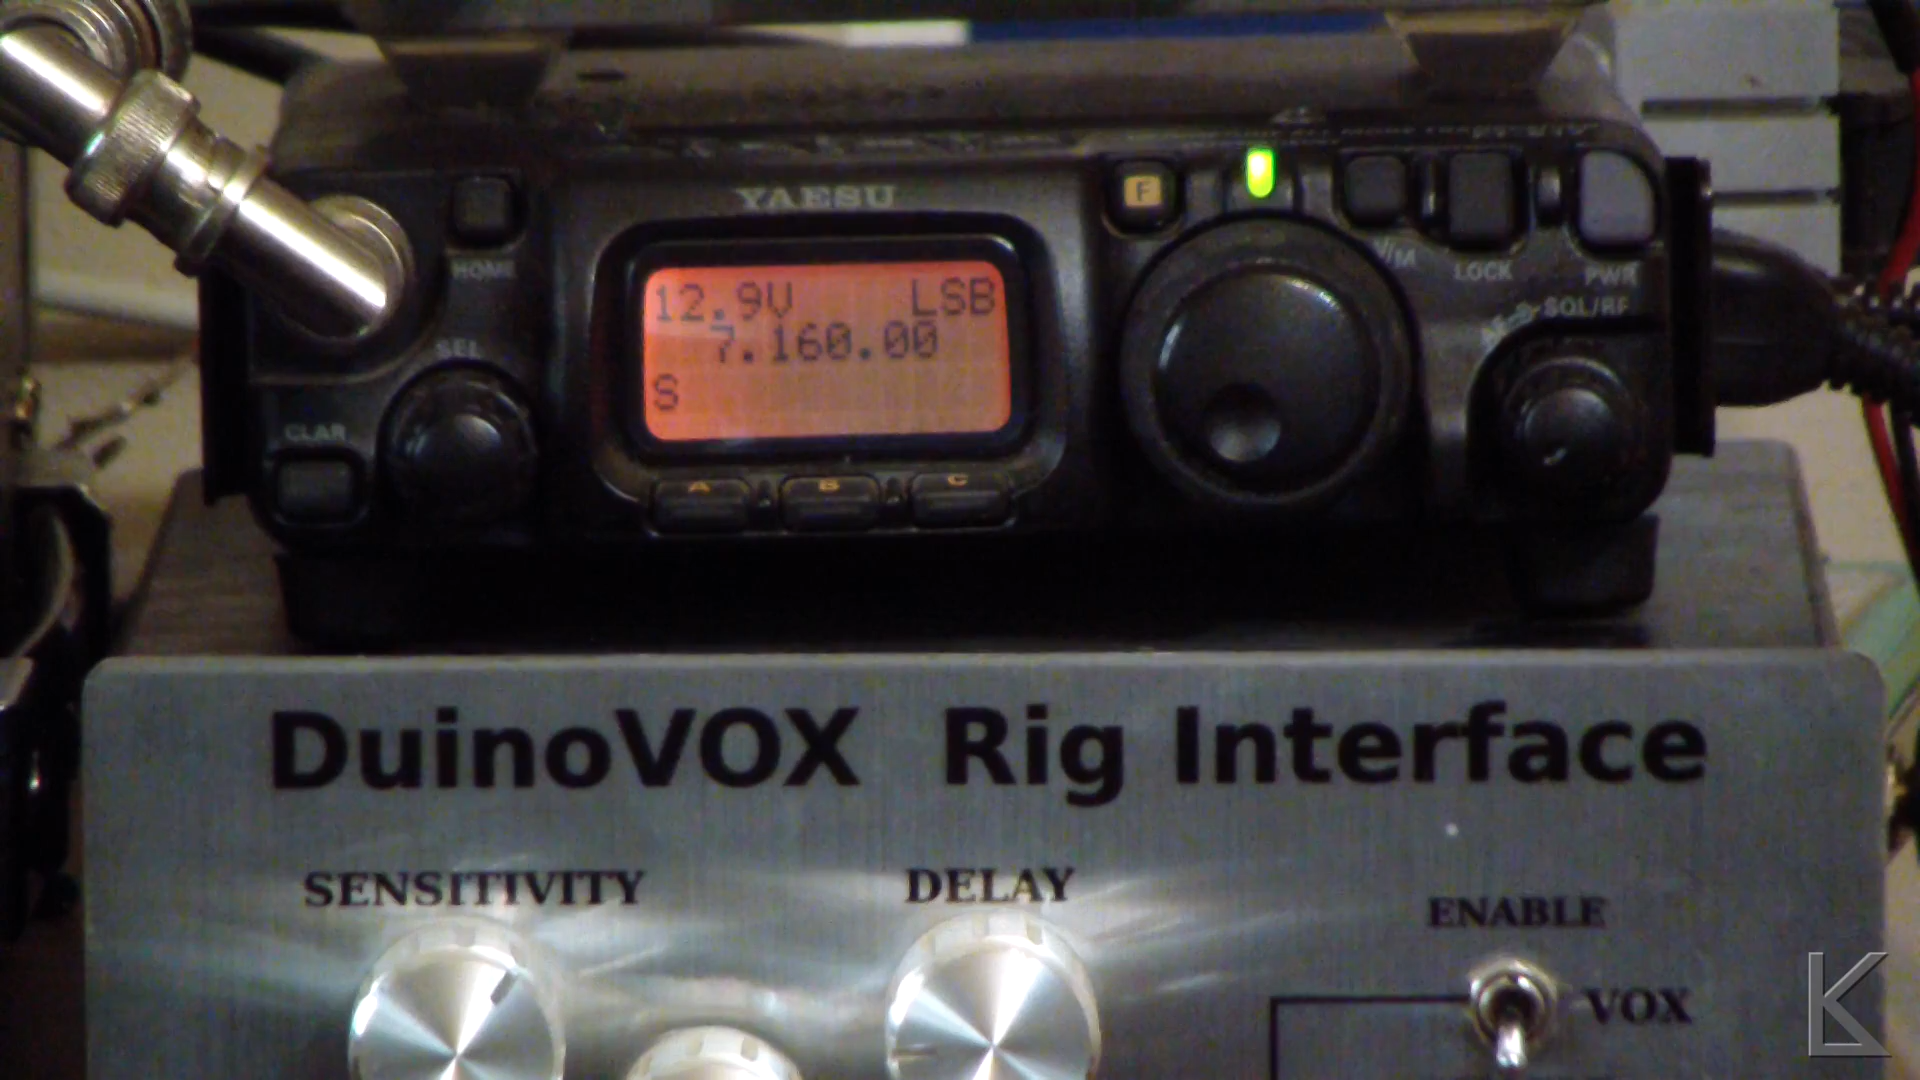 YAESU
F
HOME
12.9V LSB
7.160.00
S
V/M
LOCK
PWR
SQL/RF
SEL
CLAR
A B C
DuinoVOX Rig Interface
SENSITIVITY
DELAY
ENABLE
VOX